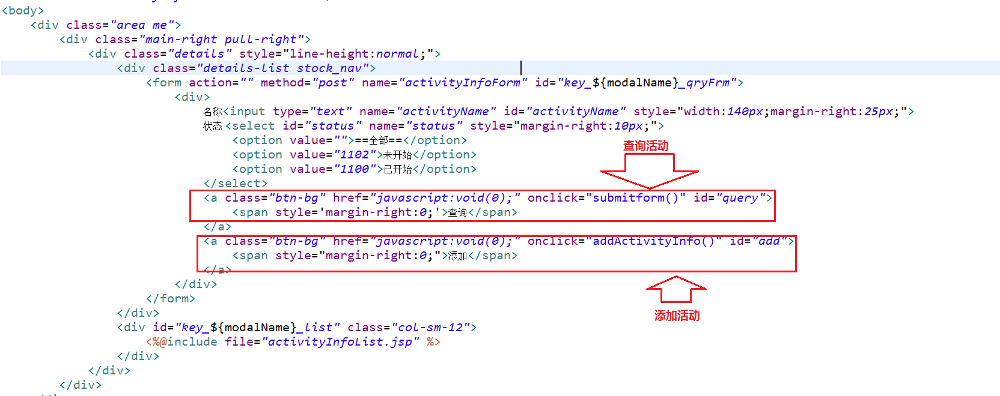 <body>
<div class="area me">
<div class="main-right pull-right">
<div class="details" style="line-height:normal;">
<div class="details-list stock_nav">
<form action="" method="post" name="activityInfoForm" id="key_${modalName}_qryFrm">
<div>
名称<input type="text" name="activityName" id="activityName" style="width:140px;margin-right:25px;">
状态<select id="status" name="status" style="margin-right:10px;">
<option value="">==全部==</option>
查询活动
<option value="1102">未开始</option>
<option value="1100">已开始</option>
</select>
<a class="btn-bg" href="javascript:void(0);" onclick="submitform()" id="query">
<span style='margin-right:0;'>查询</span>
</a>
<a class="btn-bg" href="javascript:void(0);" onclick="addActivityInfo()" id="add">
<span style="margin-right:0;">添加</span>
</a>
</div>
</form>
</div>
添加活动
<div id="key_${modalName}_list" class="col-sm-12">
<%@include file="activityInfoList.jsp" %>
</div>
</div>
</div>